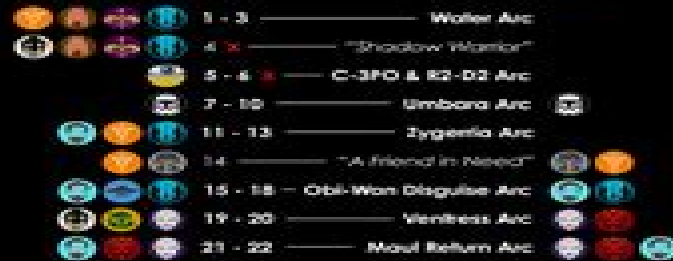 1 - 3 Water Arc
4 X "Shadow Warrior"
5 - 6 X C-3PO & R2-D2 Arc
7 - 10 Umbara Arc
11 - 13 Zygerria Arc
14 "A Friend in Need"
15 - 18 Obi-Wan Disguise Arc
19 - 20 Ventress Arc
21 - 22 Maul Return Arc